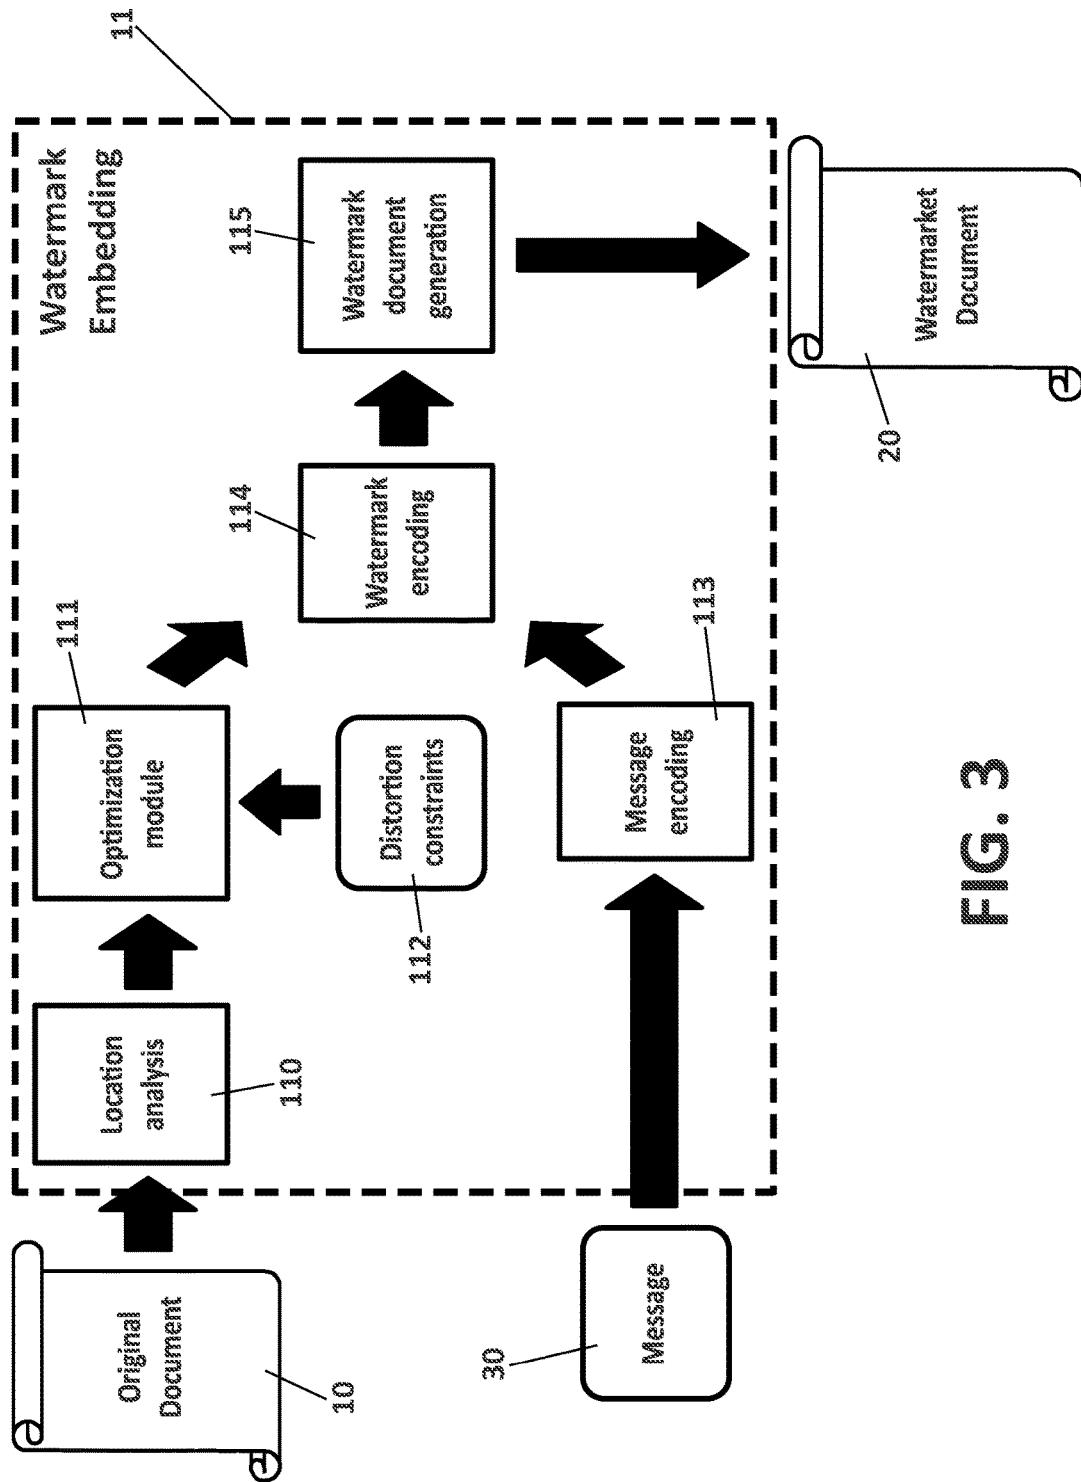 11
Watermark
Embedding
Original
Document
10
Location
analysis
110
Optimization
module
111
Distortion
constraints
112
Message
30
Message
encoding
113
Watermark
encoding
114
Watermark
document
generation
115
Watermarket
Document
20
FIG. 3